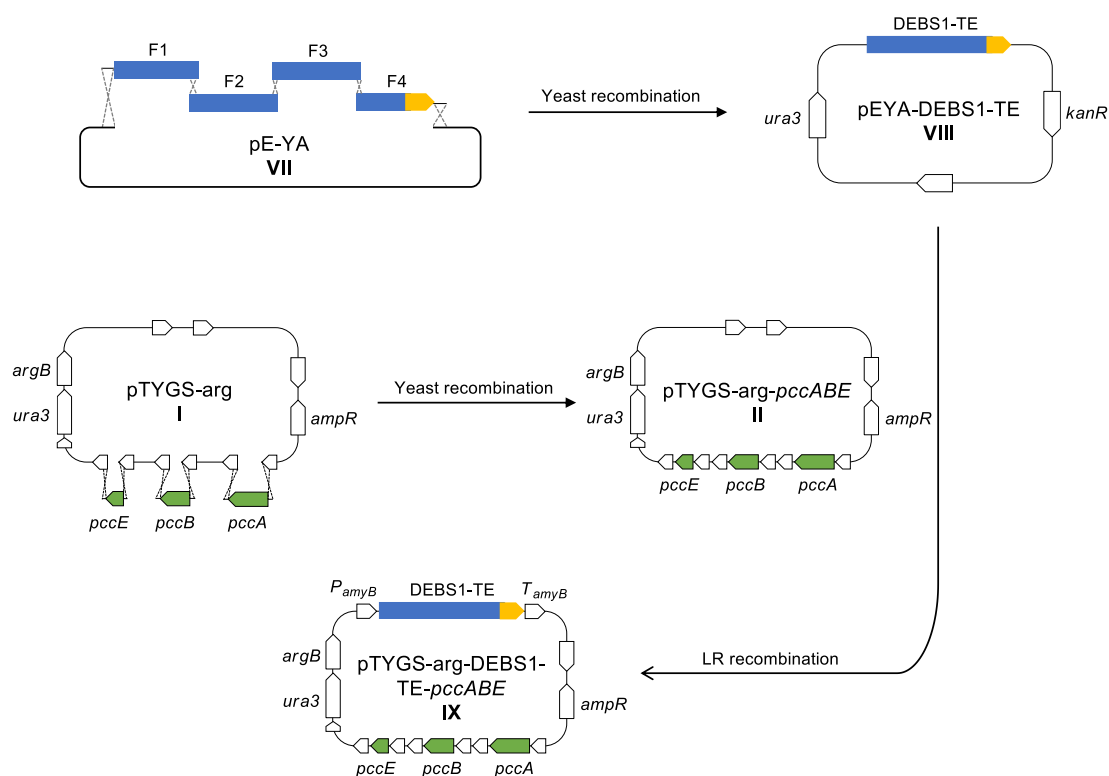 F1
F2
F3
F4
pE-YA
VII
Yeast recombination
DEBS1-TE
ura3
pEYA-DEBS1-TE
VIII
kanR
argB
ura3
pTYGS-arg
I
ampR
pccE
pccB
pccA
Yeast recombination
argB
ura3
pTYGS-arg-pccABE
II
ampR
pccE
pccB
pccA
LR recombination
PamyB
DEBS1-TE
TamyB
argB
ura3
pTYGS-arg-DEBS1-
TE-pccABE
IX
ampR
pccE
pccB
pccA